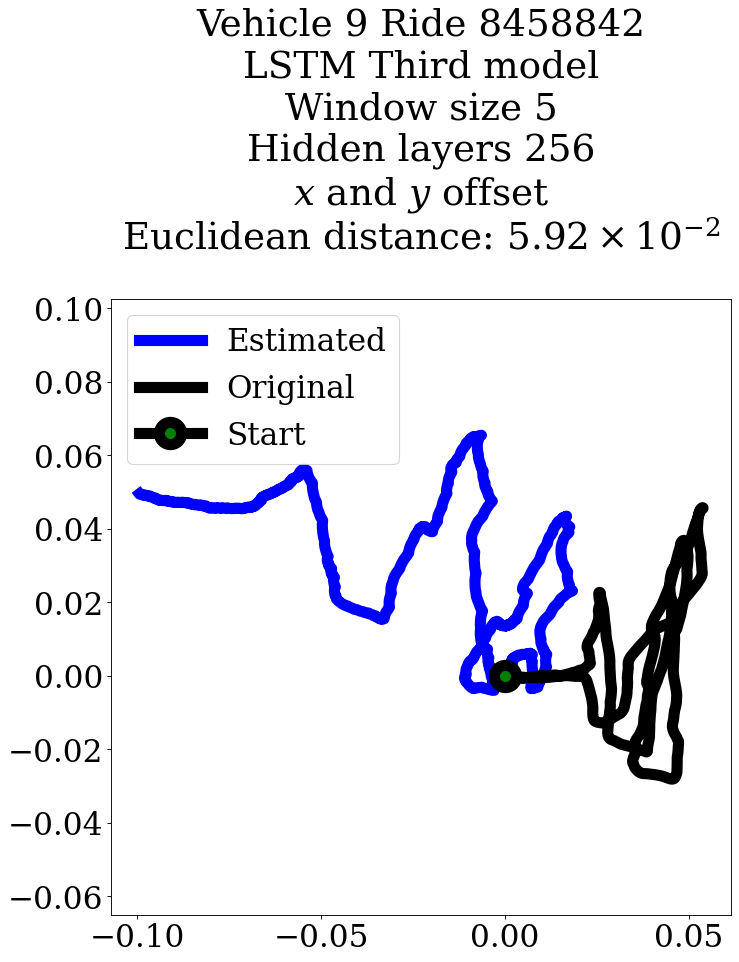 Vehicle 9 Ride 8458842
LSTM Third model
Window size 5
Hidden layers 256
x and y offset
Euclidean distance: 5.92 × 10⁻²
Estimated
Original
Start
0.10
0.08
0.06
0.04
0.02
0.00
−0.02
−0.04
−0.06
−0.10
−0.05
0.00
0.05